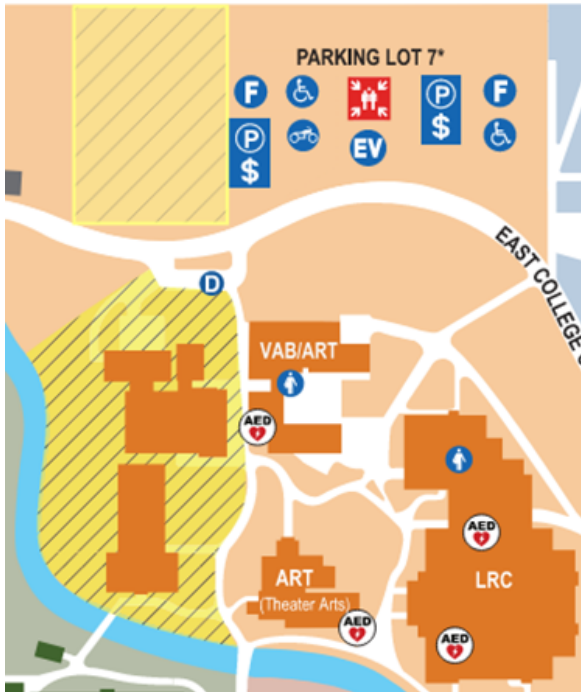 PARKING LOT 7*
F
P
F
P
$
EV
$
EAST COLLEGE
D
VAB/ART
AED
AED
ART
LRC
(Theater Arts)
AED
AED